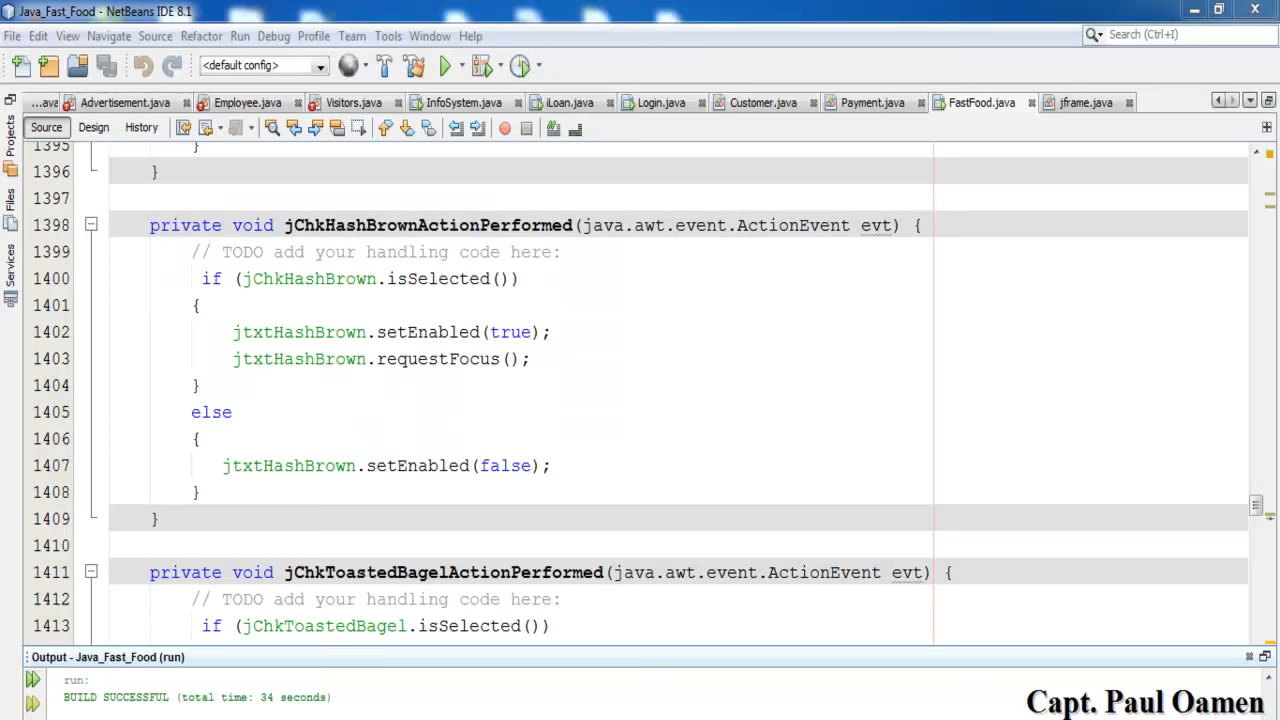 Java_Fast_Food - NetBeans IDE 8.1
File Edit View Navigate Source Refactor Run Debug Profile Team Tools Window Help
Search (Ctrl+I)
<default config>
...ava Advertisement.java Employee.java Visitors.java InfoSystem.java iLoan.java Login.java Customer.java Payment.java FastFood.java jframe.java
Source Design History
Projects
Files
Services
1395 }
1396 }
1397
1398 private void jChkHashBrownActionPerformed(java.awt.event.ActionEvent evt) {
1399 // TODO add your handling code here:
1400 if (jChkHashBrown.isSelected())
1401 {
1402 jtxtHashBrown.setEnabled(true);
1403 jtxtHashBrown.requestFocus();
1404 }
1405 else
1406 {
1407 jtxtHashBrown.setEnabled(false);
1408 }
1409 }
1410
1411 private void jChkToastedBagelActionPerformed(java.awt.event.ActionEvent evt) {
1412 // TODO add your handling code here:
1413 if (jChkToastedBagel.isSelected())
Output - Java_Fast_Food (run)
run:
BUILD SUCCESSFUL (total time: 34 seconds)
Capt. Paul Oamen